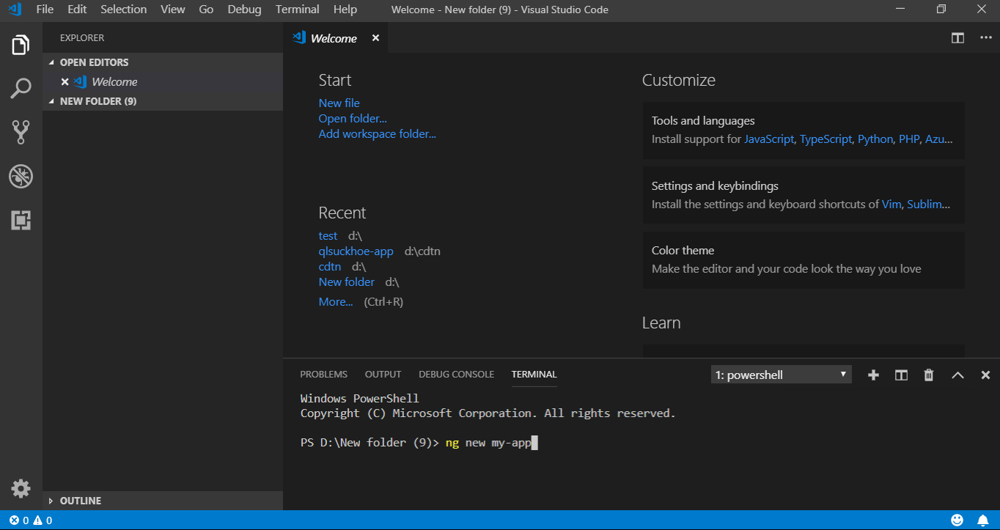 File Edit Selection View Go Debug Terminal Help Welcome - New folder (9) - Visual Studio Code
EXPLORER
OPEN EDITORS
Welcome
NEW FOLDER (9)
OUTLINE
Welcome
Start
New file
Open folder...
Add workspace folder...
Recent
test d:\
qlsuckhoe-app d:\cdtn
cdtn d:\
New folder d:\
More... (Ctrl+R)
Customize
Tools and languages
Install support for JavaScript, TypeScript, Python, PHP, Azu...
Settings and keybindings
Install the settings and keyboard shortcuts of Vim, Sublim...
Color theme
Make the editor and your code look the way you love
Learn
PROBLEMS OUTPUT DEBUG CONSOLE TERMINAL 1: powershell
Windows PowerShell
Copyright (C) Microsoft Corporation. All rights reserved.
PS D:\New folder (9)> ng new my-app
0 0